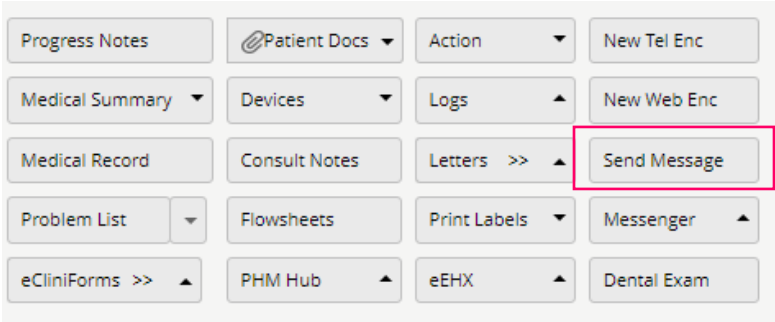 Progress Notes Patient Docs Action New Tel Enc
Medical Summary Devices Logs New Web Enc
Medical Record Consult Notes Letters >> Send Message
Problem List Flowsheets Print Labels Messenger
eCliniForms >> PHM Hub eEHX Dental Exam